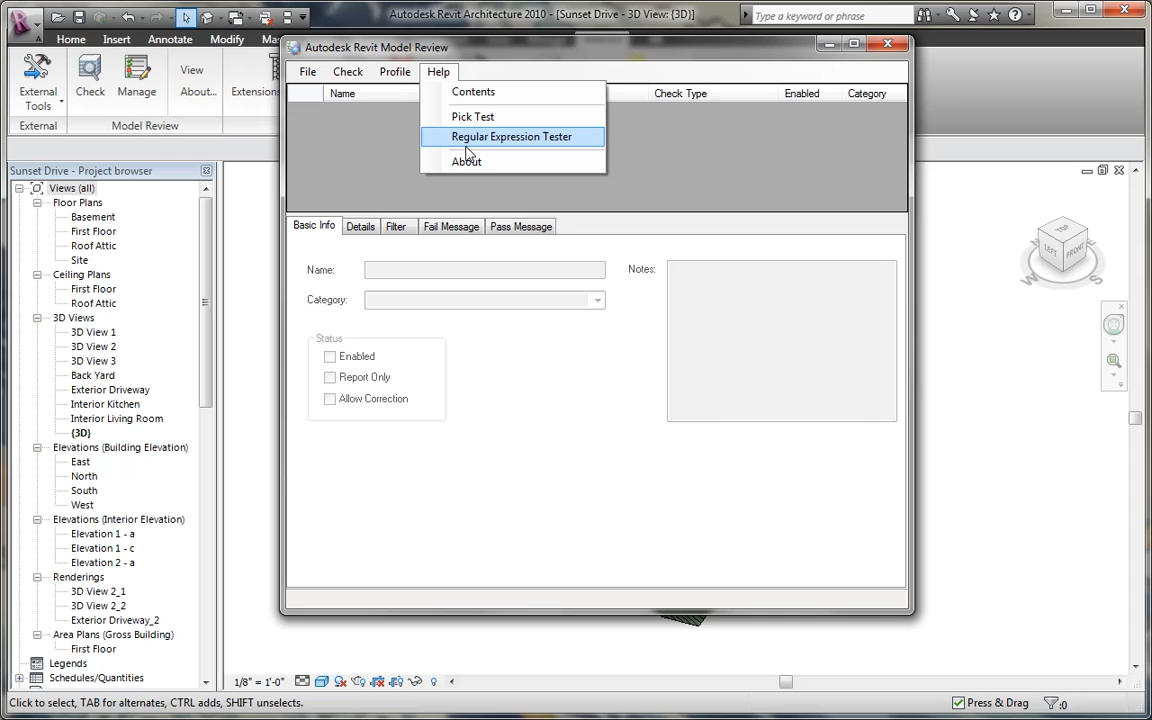 Autodesk Revit Architecture 2010 - [Sunset Drive - 3D View: {3D}]
Type a keyword or phrase
Home Insert Annotate Modify
External Tools
Check
Manage
View
About...
Extensions
External
Model Review
Sunset Drive - Project browser
Views (all)
Floor Plans
Basement
First Floor
Roof Attic
Site
Ceiling Plans
First Floor
Roof Attic
3D Views
3D View 1
3D View 2
3D View 3
Back Yard
Exterior Driveway
Interior Kitchen
Interior Living Room
{3D}
Elevations (Building Elevation)
East
North
South
West
Elevations (Interior Elevation)
Elevation 1 - a
Elevation 1 - c
Elevation 2 - a
Renderings
3D View 2_1
3D View 2_2
Exterior Driveway_2
Area Plans (Gross Building)
First Floor
Legends
Schedules/Quantities
Autodesk Revit Model Review
File Check Profile Help
Contents
Pick Test
Regular Expression Tester
About
Name Check Type Enabled Category
Basic Info Details Filter Fail Message Pass Message
Name:
Category:
Notes:
Status
Enabled
Report Only
Allow Correction
TOP
LEFT
FRONT
S
1/8" = 1'-0"
Click to select, TAB for alternates, CTRL adds, SHIFT unselects.
Press & Drag
:0